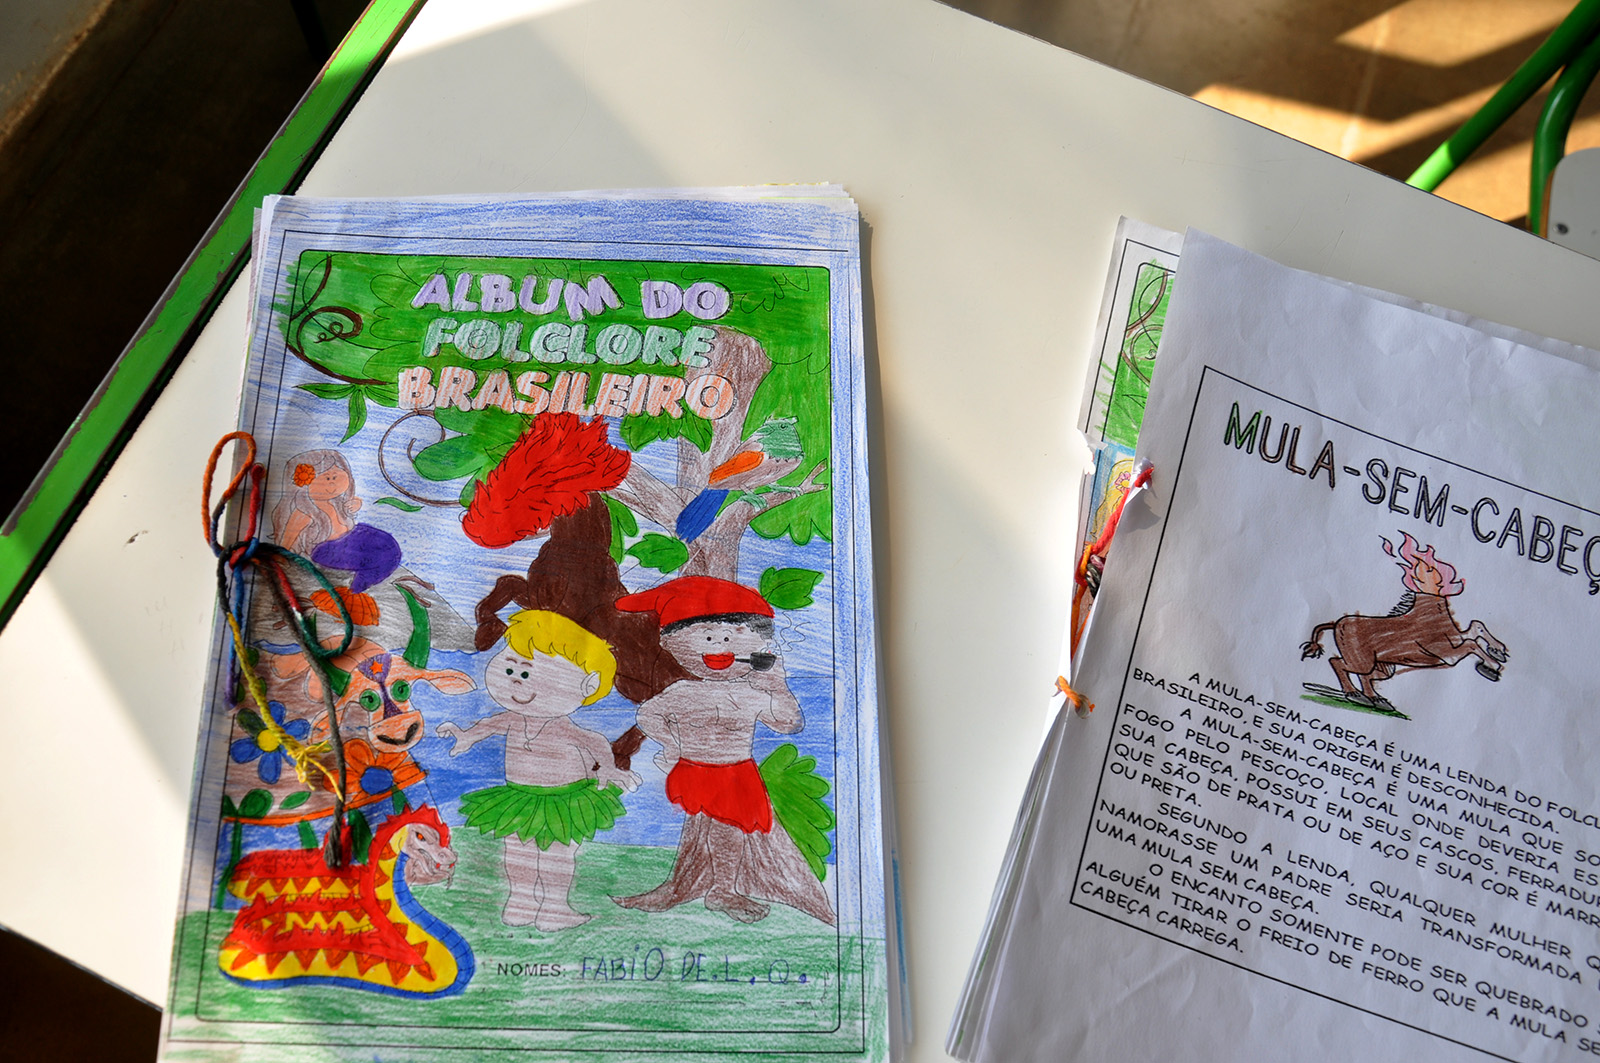 ALBUM DO
FOLCLORE
BRASILEIRO
NOMES: FABIO DE.L.Q.
MULA-SEM-CABEÇ
A MULA-SEM-CABEÇA É UMA LENDA DO FOLCL
BRASILEIRO, E SUA ORIGEM É DESCONHECIDA.
A MULA-SEM-CABEÇA É UMA MULA QUE SO
FOGO PELO PESCOÇO, LOCAL ONDE DEVERIA ES
SUA CABEÇA, POSSUI EM SEUS CASCOS, FERRADUR
QUE SÃO DE PRATA OU DE AÇO E SUA COR É MARR
OU PRETA.
SEGUNDO A LENDA, QUALQUER MULHER Q
NAMORASSE UM PADRE SERIA TRANSFORMADA
UMA MULA SEM CABEÇA.
O ENCANTO SOMENTE PODE SER QUEBRADO S
ALGUÉM TIRAR O FREIO DE FERRO QUE A MULA SE
CABEÇA CARREGA.